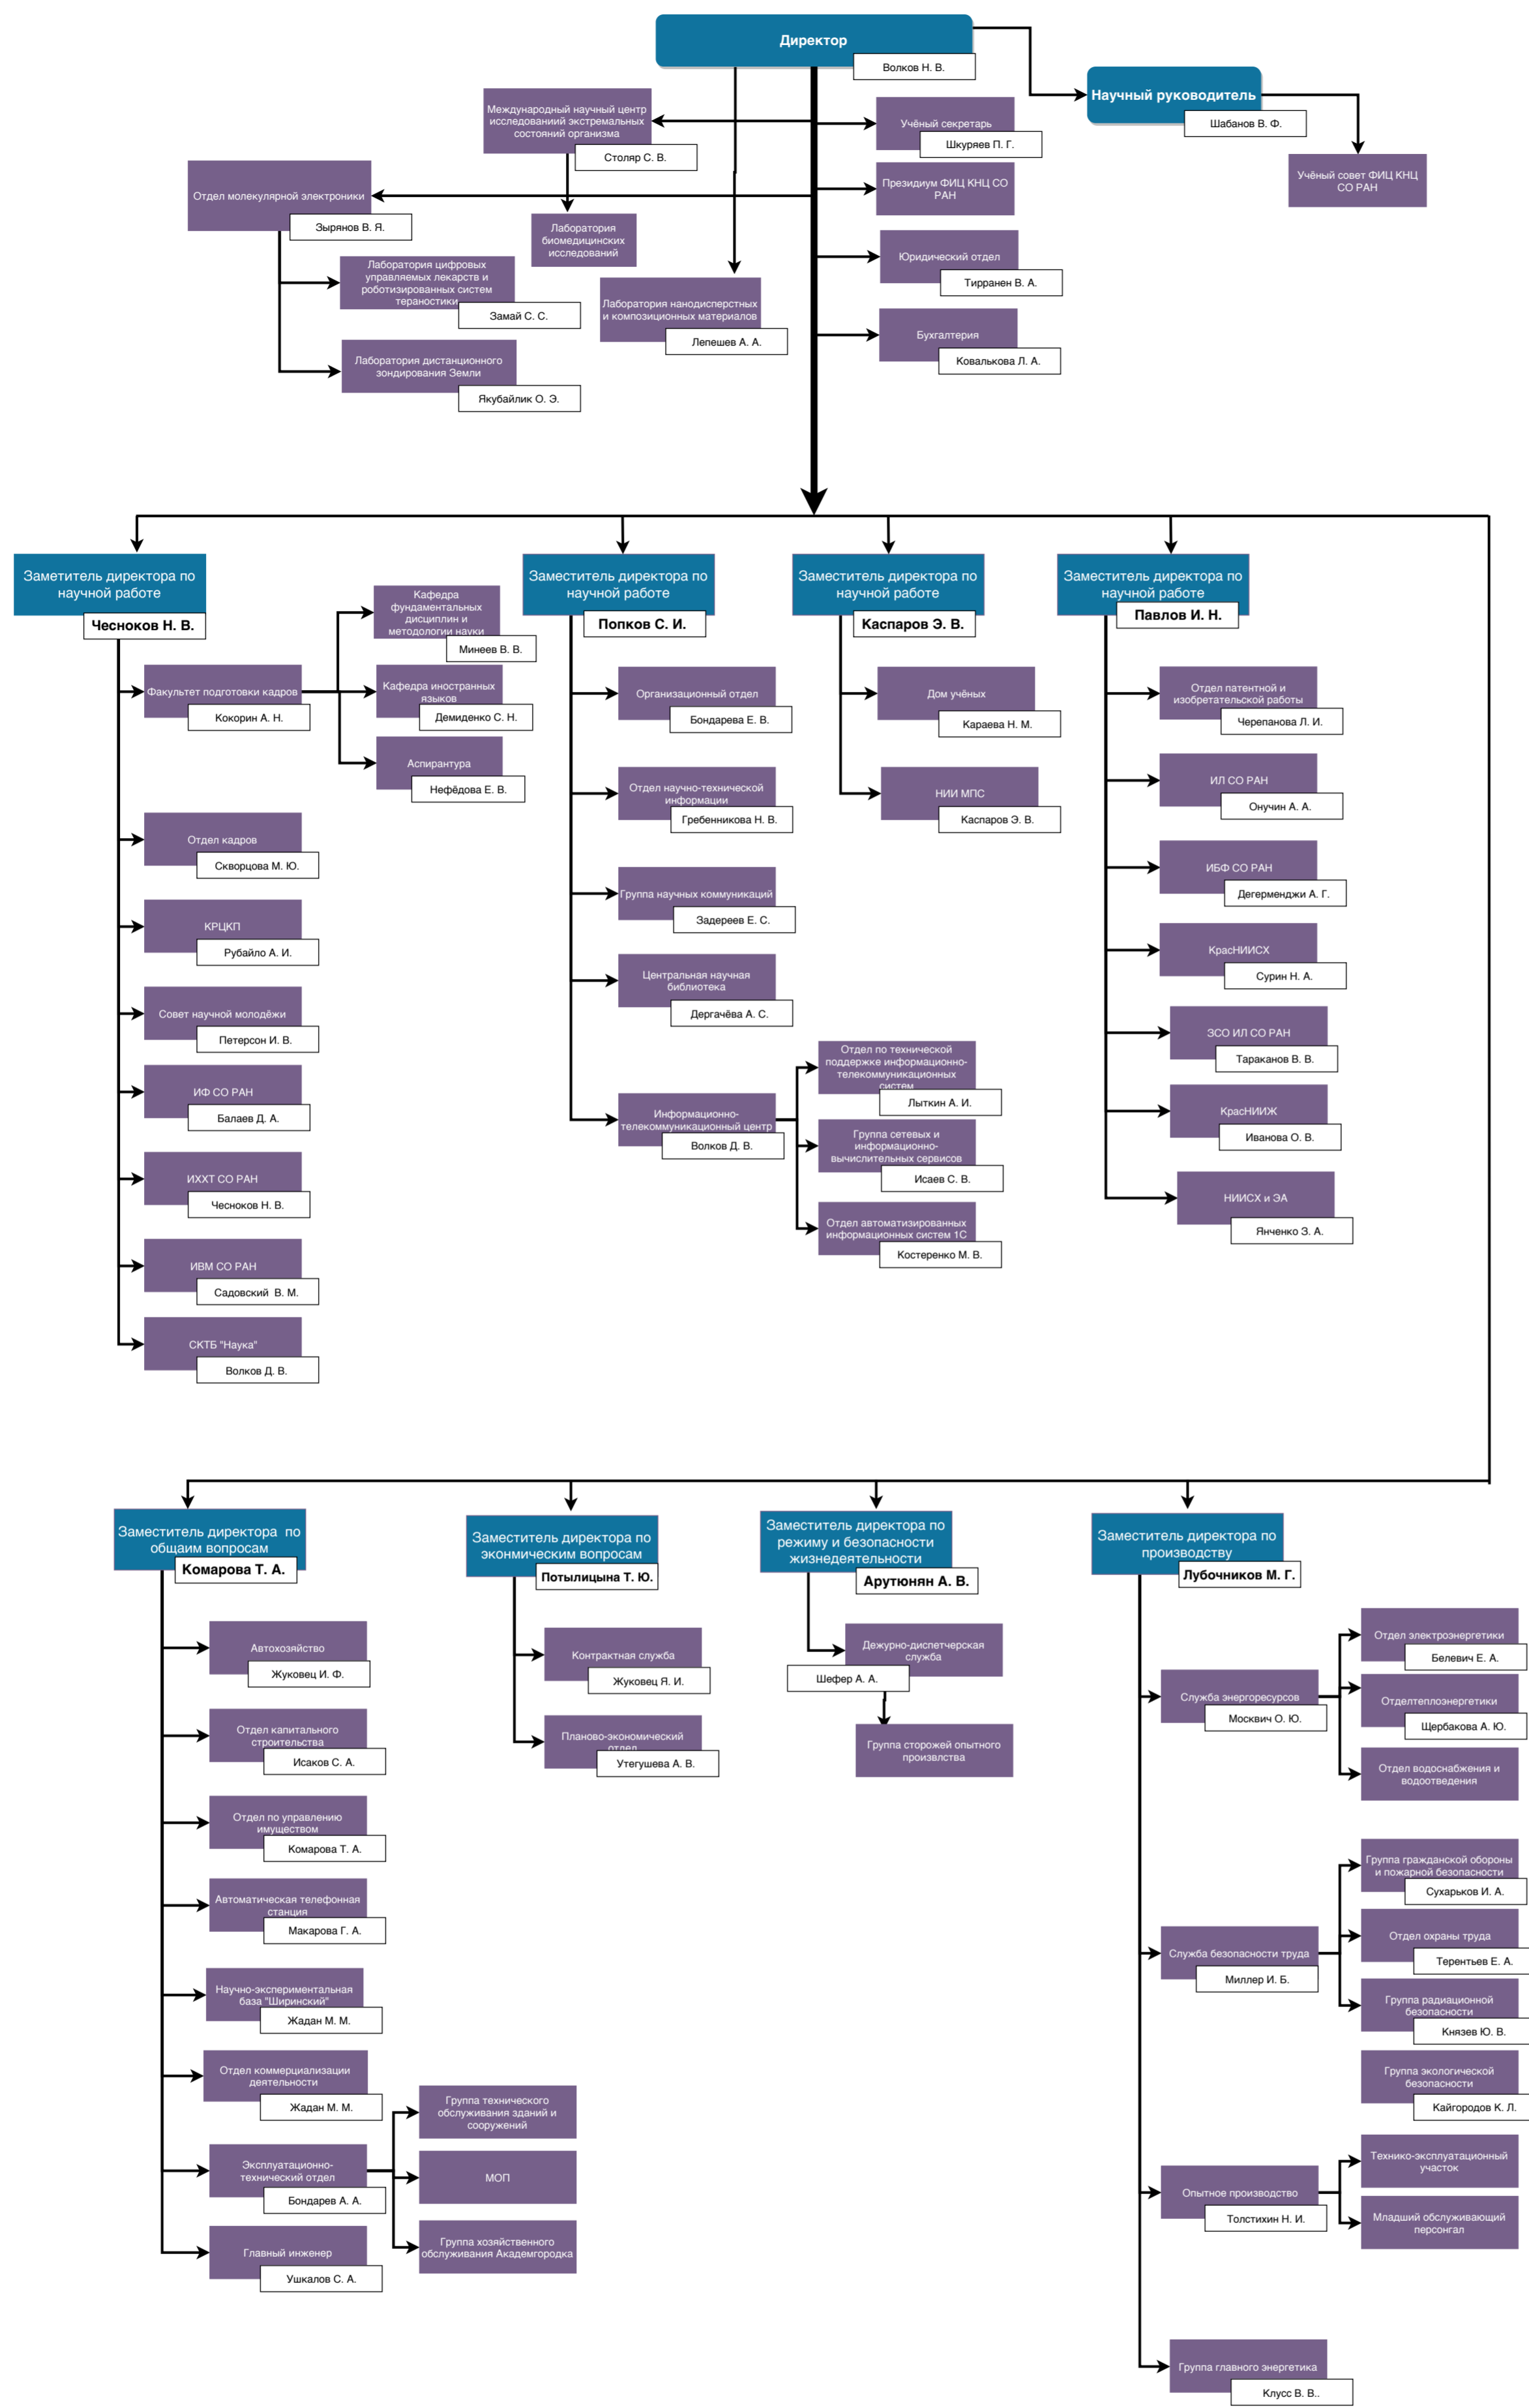 Директор
Волков Н. В.
Научный руководитель
Шабанов В. Ф.
Учёный совет ФИЦ КНЦ
СО РАН
Международный научный центр
исследованиий экстремальных
состояний организма
Столяр С. В.
Учёный секретарь
Шкуряев П. Г.
Президиум ФИЦ КНЦ СО
РАН
Отдел молекулярной электроники
Зырянов В. Я.
Лаборатория
биомедицинских
исследований
Юридический отдел
Тирранен В. А.
Лаборатория цифровых
управляемых лекарств и
роботизированных систем
тераностики
Замай С. С.
Лаборатория нанодисперстных
и композиционных материалов
Лепешев А. А.
Бухгалтерия
Ковалькова Л. А.
Лаборатория дистанционного
зондирования Земли
Якубайлик О. Э.
Заметитель директора по
научной работе
Чесноков Н. В.
Факультет подготовки кадров
Кокорин А. Н.
Кафедра
фундаментальных
дисциплин и
методологии науки
Минеев В. В.
Кафедра иностранных
языков
Демиденко С. Н.
Аспирантура
Нефёдова Е. В.
Отдел кадров
Скворцова М. Ю.
КРЦКП
Рубайло А. И.
Совет научной молодёжи
Петерсон И. В.
ИФ СО РАН
Балаев Д. А.
ИХХТ СО РАН
Чесноков Н. В.
ИВМ СО РАН
Садовский  В. М.
СКТБ "Наука"
Волков Д. В.
Заместитель директора по
научной работе
Попков С. И.
Организационный отдел
Бондарева Е. В.
Отдел научно-технической
информации
Гребенникова Н. В.
Группа научных коммуникаций
Задереев Е. С.
Центральная научная
библиотека
Дергачёва А. С.
Информационно-
телекоммуникационный центр
Волков Д. В.
Отдел по технической
поддержке информационно-
телекоммуникационных
систем
Лыткин А. И.
Группа сетевых и
информационно-
вычислительных сервисов
Исаев С. В.
Отдел автоматизированных
информационных систем 1С
Костеренко М. В.
Заместитель директора по
научной работе
Каспаров Э. В.
Дом учёных
Караева Н. М.
НИИ МПС
Каспаров Э. В.
Заместитель директора по
научной работе
Павлов И. Н.
Отдел патентной и
изобретательской работы
Черепанова Л. И.
ИЛ СО РАН
Онучин А. А.
ИБФ СО РАН
Дегерменджи А. Г.
КрасНИИСХ
Сурин Н. А.
ЗСО ИЛ СО РАН
Тараканов В. В.
КрасНИИЖ
Иванова О. В.
НИИСХ и ЭА
Янченко З. А.
Заместитель директора  по
общаим вопросам
Комарова Т. А.
Автохозяйство
Жуковец И. Ф.
Отдел капитального
строительства
Исаков С. А.
Отдел по управлению
имуществом
Комарова Т. А.
Автоматическая телефонная
станция
Макарова Г. А.
Научно-экспериментальная
база "Ширинский"
Жадан М. М.
Отдел коммерциализации
деятельности
Жадан М. М.
Эксплуатационно-
технический отдел
Бондарев А. А.
Группа технического
обслуживания зданий и
сооружений
МОП
Группа хозяйственного
обслуживания Академгородка
Главный инженер
Ушкалов С. А.
Заместитель директора по
эконмическим вопросам
Потылицына Т. Ю.
Контрактная служба
Жуковец Я. И.
Планово-экономический
отдел
Утегушева А. В.
Заместитель директора по
режиму и безопасности
жизнедеятельности
Арутюнян А. В.
Дежурно-диспетчерская
служба
Шефер А. А.
Группа сторожей опытного
произвлства
Заместитель директора по
производству
Лубочников М. Г.
Служба энергоресурсов
Москвич О. Ю.
Отдел электроэнергетики
Белевич Е. А.
Отделтеплоэнергетики
Щербакова А. Ю.
Отдел водоснабжения и
водоотведения
Служба безопасности труда
Миллер И. Б.
Группа гражданской обороны
и пожарной безопасности
Сухарьков И. А.
Отдел охраны труда
Терентьев Е. А.
Группа радиационной
безопасности
Князев Ю. В.
Группа экологической
безопасности
Кайгородов К. Л.
Опытное производство
Толстихин Н. И.
Технико-эксплуатационный
участок
Младший обслуживающий
персонгал
Группа главного энергетика
Клусс В. В..